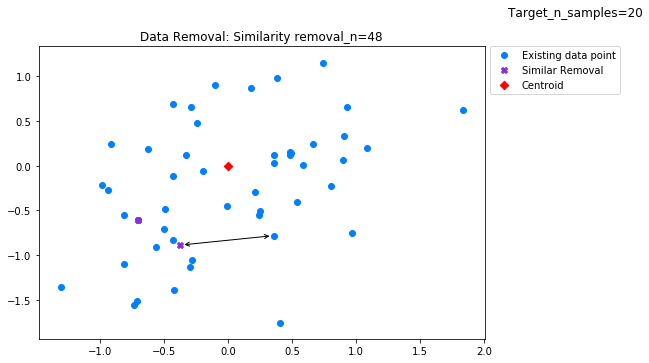 Target_n_samples=20
Data Removal: Similarity removal_n=48
Existing data point
Similar Removal
Centroid
1.0
0.5
0.0
−0.5
−1.0
−1.5
−1.0 −0.5 0.0 0.5 1.0 1.5 2.0